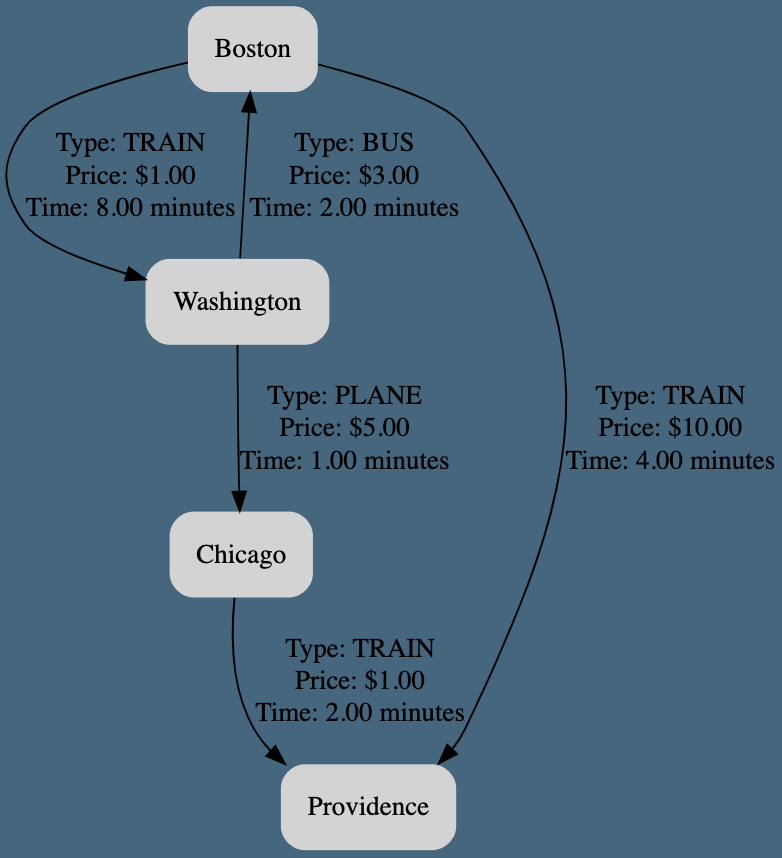 Boston
Type: TRAIN
Price: $1.00
Time: 8.00 minutes
Type: BUS
Price: $3.00
Time: 2.00 minutes
Washington
Type: PLANE
Price: $5.00
Time: 1.00 minutes
Type: TRAIN
Price: $10.00
Time: 4.00 minutes
Chicago
Type: TRAIN
Price: $1.00
Time: 2.00 minutes
Providence